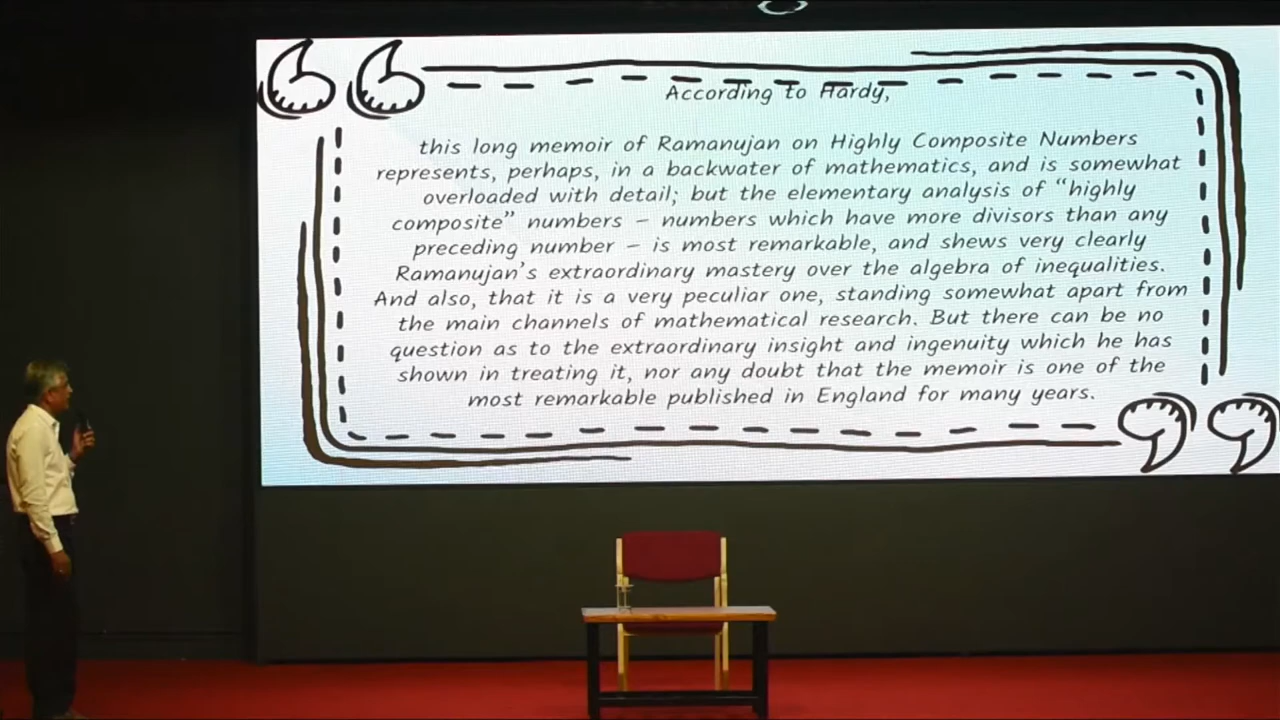 According to Hardy,
this long memoir of Ramanujan on Highly Composite Numbers
represents, perhaps, in a backwater of mathematics, and is somewhat
overloaded with detail; but the elementary analysis of “highly
composite” numbers – numbers which have more divisors than any
preceding number – is most remarkable, and shews very clearly
Ramanujan’s extraordinary mastery over the algebra of inequalities.
And also, that it is a very peculiar one, standing somewhat apart from
the main channels of mathematical research. But there can be no
question as to the extraordinary insight and ingenuity which he has
shown in treating it, nor any doubt that the memoir is one of the
most remarkable published in England for many years.